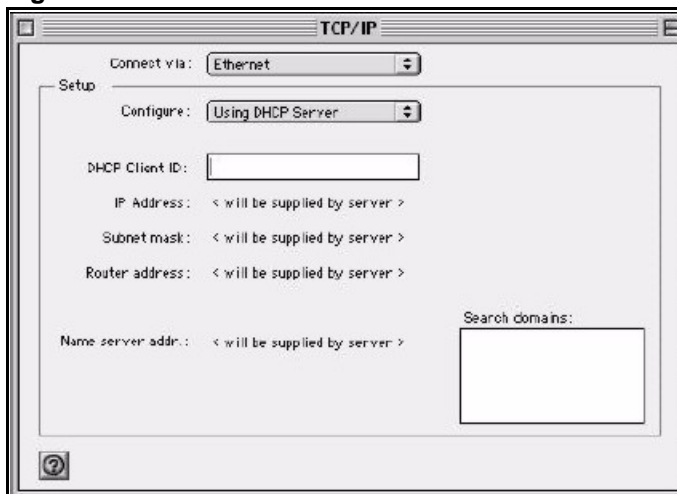 TCP/IP
Connect via: Ethernet
Setup
Configure: Using DHCP Server
DHCP Client ID:
IP Address: < will be supplied by server >
Subnet mask: < will be supplied by server >
Router address: < will be supplied by server >
Search domains:
Name server addr.: < will be supplied by server >
?